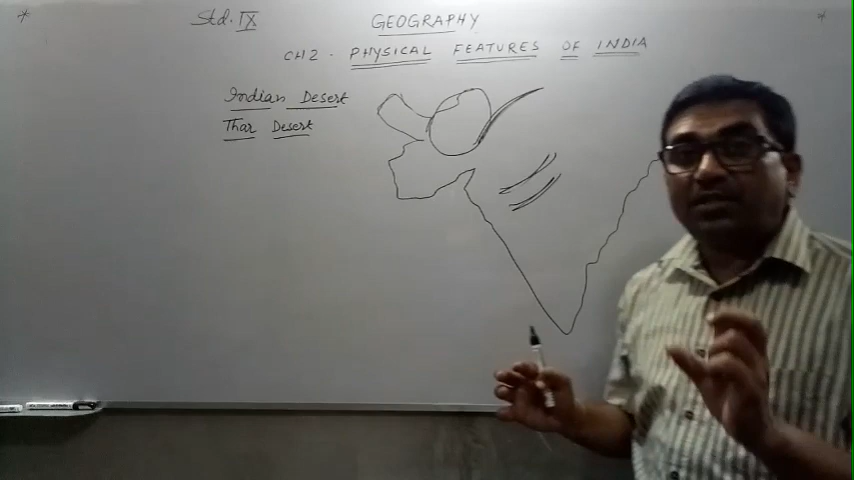 Std. IX
GEOGRAPHY
CH2 - PHYSICAL FEATURES OF INDIA
Indian Desert
Thar Desert